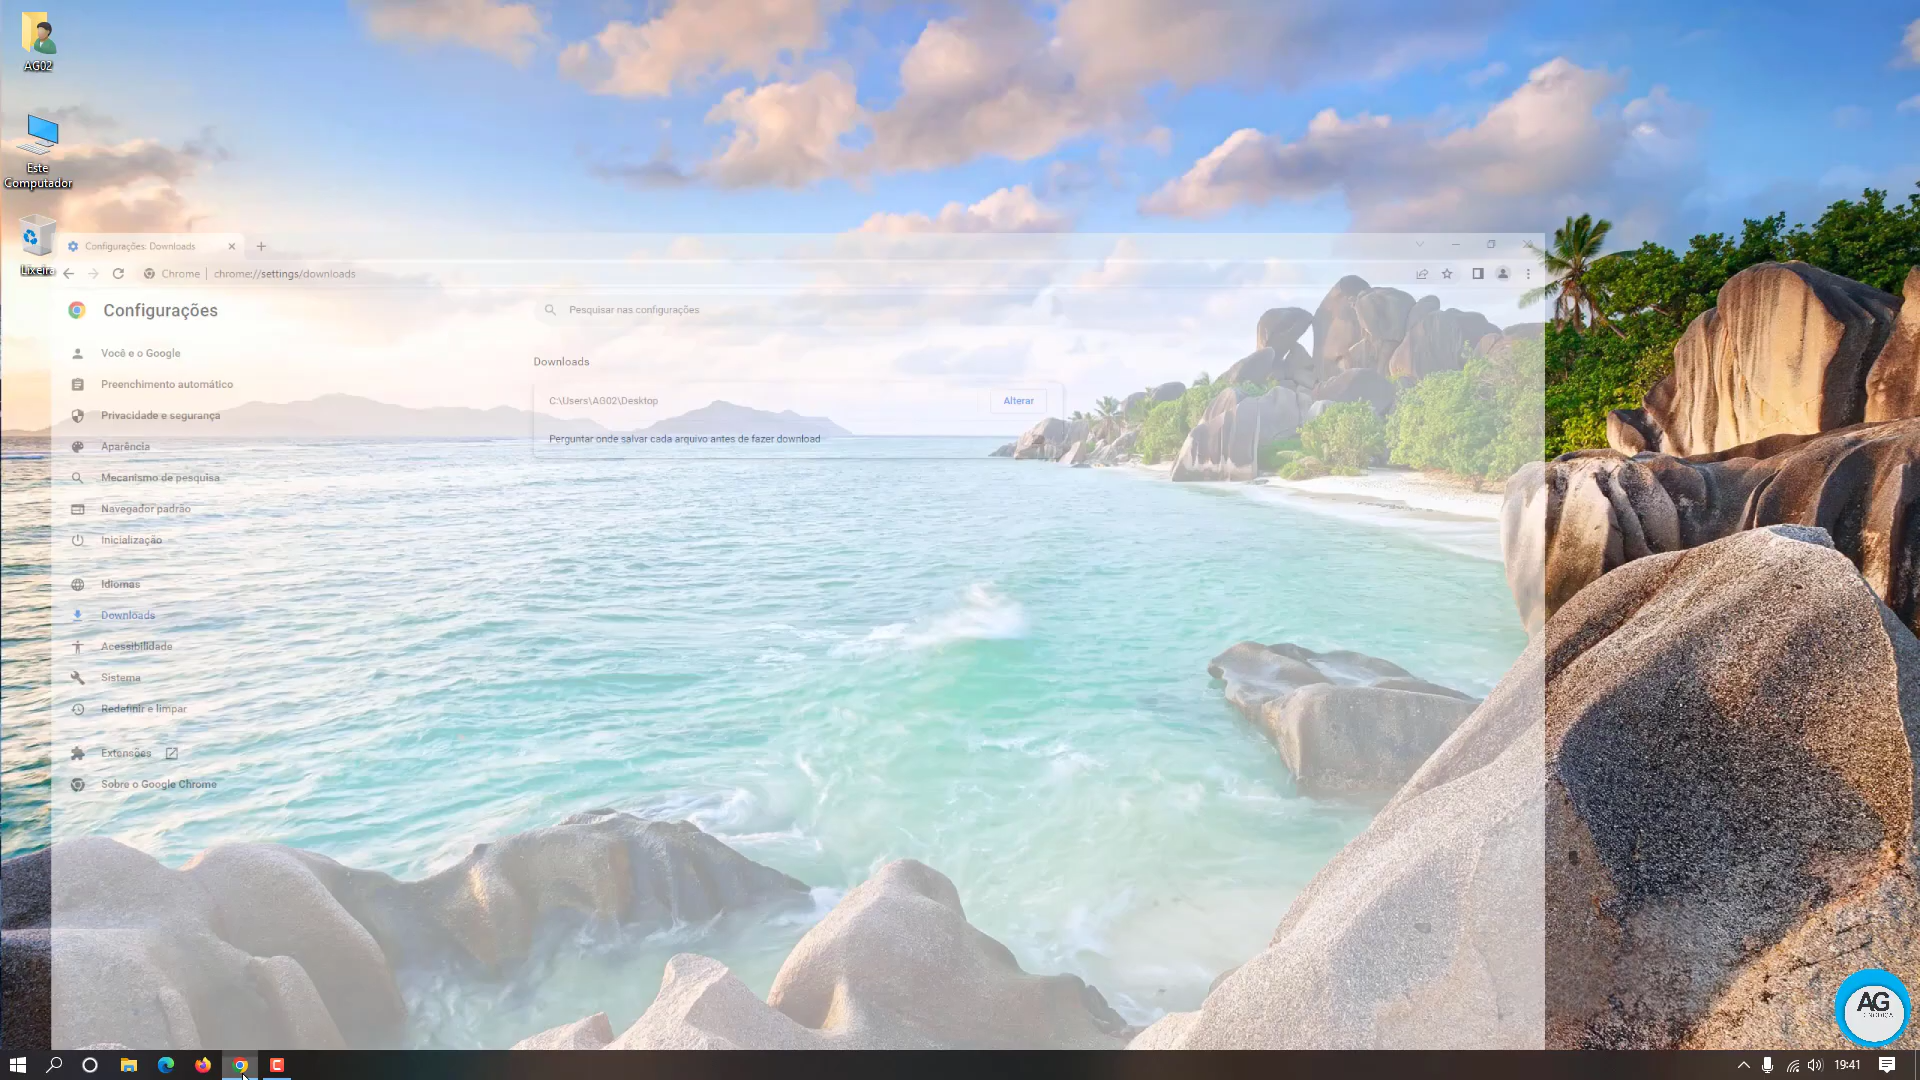 AG02
Este
Computador
Lixeira
Configurações: Downloads
Chrome
chrome://settings/downloads
Configurações
Pesquisar nas configurações
Você e o Google
Preenchimento automático
Privacidade e segurança
Aparência
Mecanismo de pesquisa
Navegador padrão
Inicialização
Idiomas
Downloads
Acessibilidade
Sistema
Redefinir e limpar
Extensões
Sobre o Google Chrome
Downloads
C:\Users\AG02\Desktop
Alterar
Perguntar onde salvar cada arquivo antes de fazer download
AG
19:41